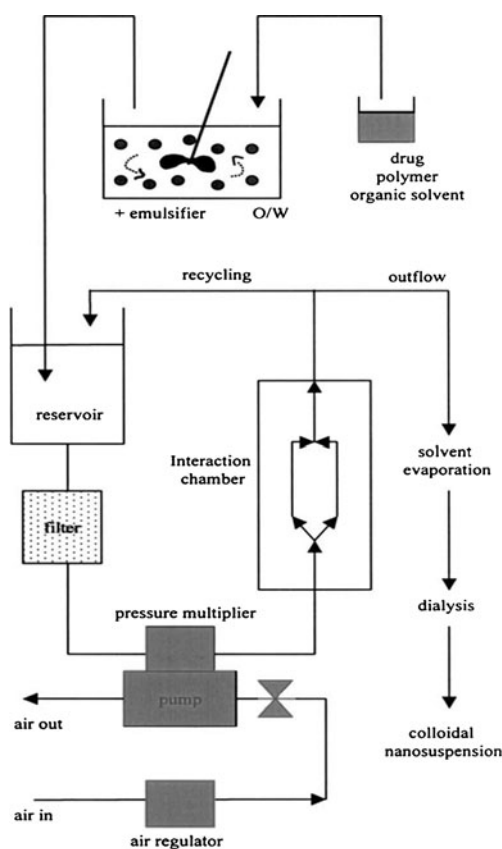 drug
polymer
organic solvent
+ emulsifier O/W
recycling
outflow
reservoir
Interaction
chamber
solvent
evaporation
filter
dialysis
pressure multiplier
pump
air out
colloidal
nanosuspension
air in
air regulator